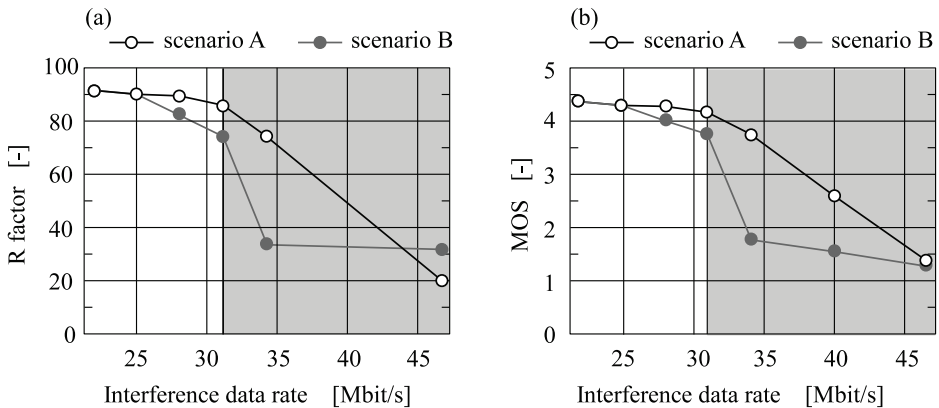 (a)
scenario A
scenario B
100
80
60
40
20
0
R factor [-]
25
30
35
40
45
Interference data rate [Mbit/s]
(b)
scenario A
scenario B
5
4
3
2
1
0
MOS [-]
25
30
35
40
45
Interference data rate [Mbit/s]